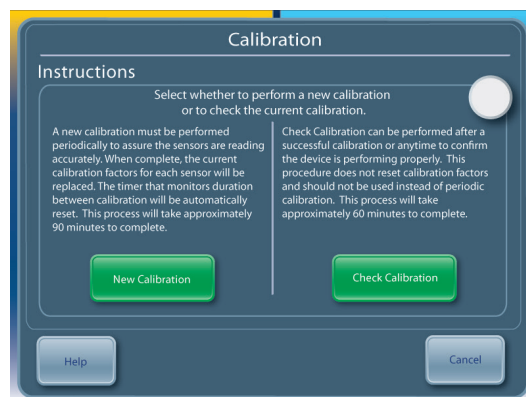 Calibration
Instructions
Select whether to perform a new calibration
or to check the current calibration.
A new calibration must be performed
periodically to assure the sensors are reading
accurately. When complete, the current
calibration factors for each sensor will be
replaced. The timer that monitors duration
between calibration will be automatically
reset. This process will take approximately
90 minutes to complete.
Check Calibration can be performed after a
successful calibration or anytime to confirm
the device is performing properly. This
procedure does not reset calibration factors
and should not be used instead of periodic
calibration. This process will take
approximately 60 minutes to complete.
New Calibration
Check Calibration
Help
Cancel